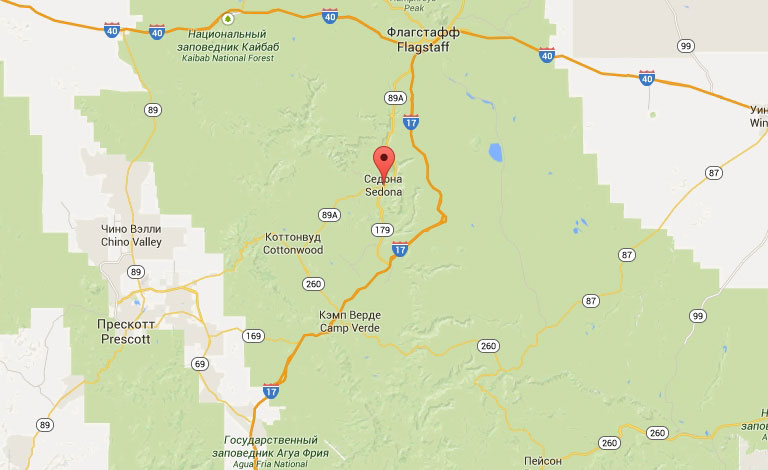 Humphreys
Peak
40
40
40
40
40
99
Флагстафф
Flagstaff
Национальный
заповедник Кайбаб
Kaibab National Forest
89A
89
17
Уин
Win
87
Седона
Sedona
89A
179
17
Чино Вэлли
Chino Valley
Коттонвуд
Cottonwood
87
89
260
87
Кэмп Верде
Camp Verde
99
Прескотт
Prescott
169
260
69
17
89
260
260
Государственный
заповедник Агуа Фрия
Agua Fria National
Пейсон
Н
запов
A